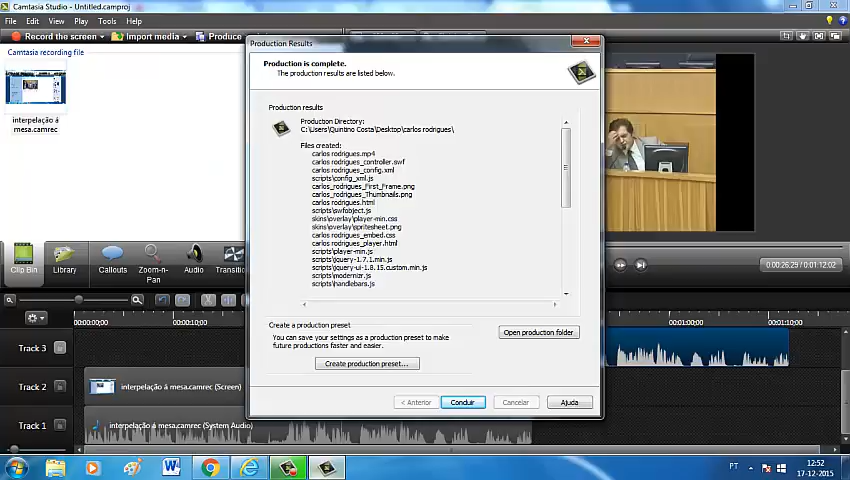 Camtasia Studio - Untitled.camproj
File Edit View Play Tools Help
Record the screen Import media Produce
Camtasia recording file
interpelação á
mesa.camrec
Production Results
Production is complete.
The production results are listed below.
Production results
Production Directory:
C:\Users\Quintino Costa\Desktop\carlos rodrigues\
Files created:
carlos rodrigues.mp4
carlos rodrigues_controller.swf
carlos rodrigues_config.xml
scripts\config_xml.js
carlos_rodrigues_First_Frame.png
carlos_rodrigues_Thumbnails.png
carlos rodrigues.html
scripts\swfobject.js
skins\overlay\player-min.css
skins\overlay\spritesheet.png
carlos rodrigues_embed.css
carlos rodrigues_player.html
scripts\player-min.js
scripts\jquery-1.7.1.min.js
scripts\jquery-ui-1.8.15.custom.min.js
scripts\modernizr.js
scripts\handlebars.js
Create a production preset
You can save your settings as a production preset to make
future productions faster and easier.
Open production folder
Create production preset...
< Anterior Conduir Cancelar Ajuda
Clip Bin Library Callouts Zoom-n-
Pan Audio Transitio
0:00:26:29 / 0:01:12:02
00:00:00;00 00:00:10;00 00:01:00;00 00:01:10;00
Track 3
Track 2 interpelação á mesa.camrec (Screen)
Track 1 interpelação á mesa.camrec (System Audio)
PT 12:52
17-12-2015